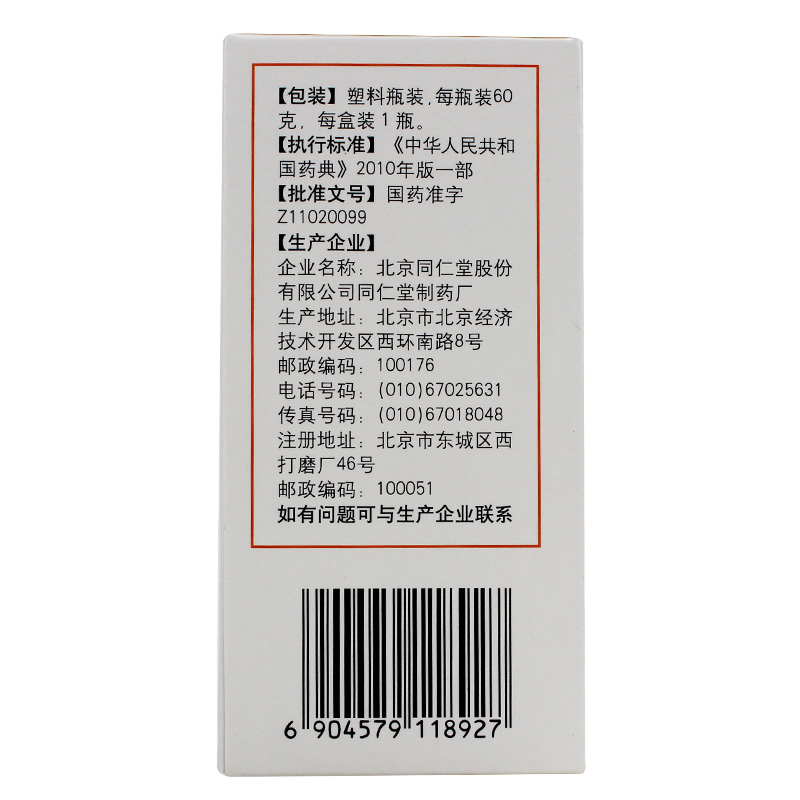 【包装】塑料瓶装,每瓶装60
克，每盒装1瓶。
【执行标准】《中华人民共和
国药典》2010年版一部
【批准文号】国药准字
Z11020099
【生产企业】
企业名称：北京同仁堂股份
有限公司同仁堂制药厂
生产地址：北京市北京经济
技术开发区西环南路8号
邮政编码：100176
电话号码：(010)67025631
传真号码：(010)67018048
注册地址：北京市东城区西
打磨厂46号
邮政编码：100051
如有问题可与生产企业联系
6 904579 118927